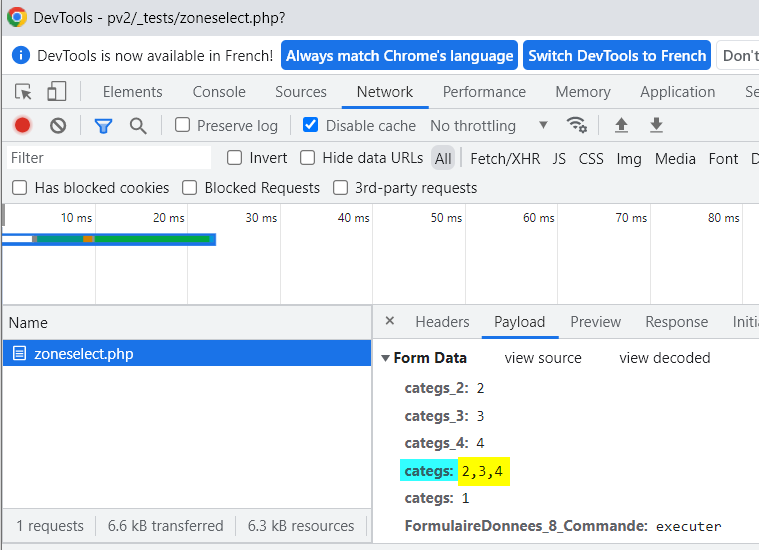 DevTools - pv2/_tests/zoneselect.php?
DevTools is now available in French! Always match Chrome's language Switch DevTools to French Don't
Elements Console Sources Network Performance Memory Application Se
Preserve log Disable cache No throttling
Filter Invert Hide data URLs All Fetch/XHR JS CSS Img Media Font D
Has blocked cookies Blocked Requests 3rd-party requests
10 ms 20 ms 30 ms 40 ms 50 ms 60 ms 70 ms 80 ms
Name × Headers Payload Preview Response Initi
zoneselect.php Form Data view source view decoded
categs_2: 2
categs_3: 3
categs_4: 4
categs: 2,3,4
categs: 1
1 requests 6.6 kB transferred 6.3 kB resources FormulaireDonnees_8_Commande: executer